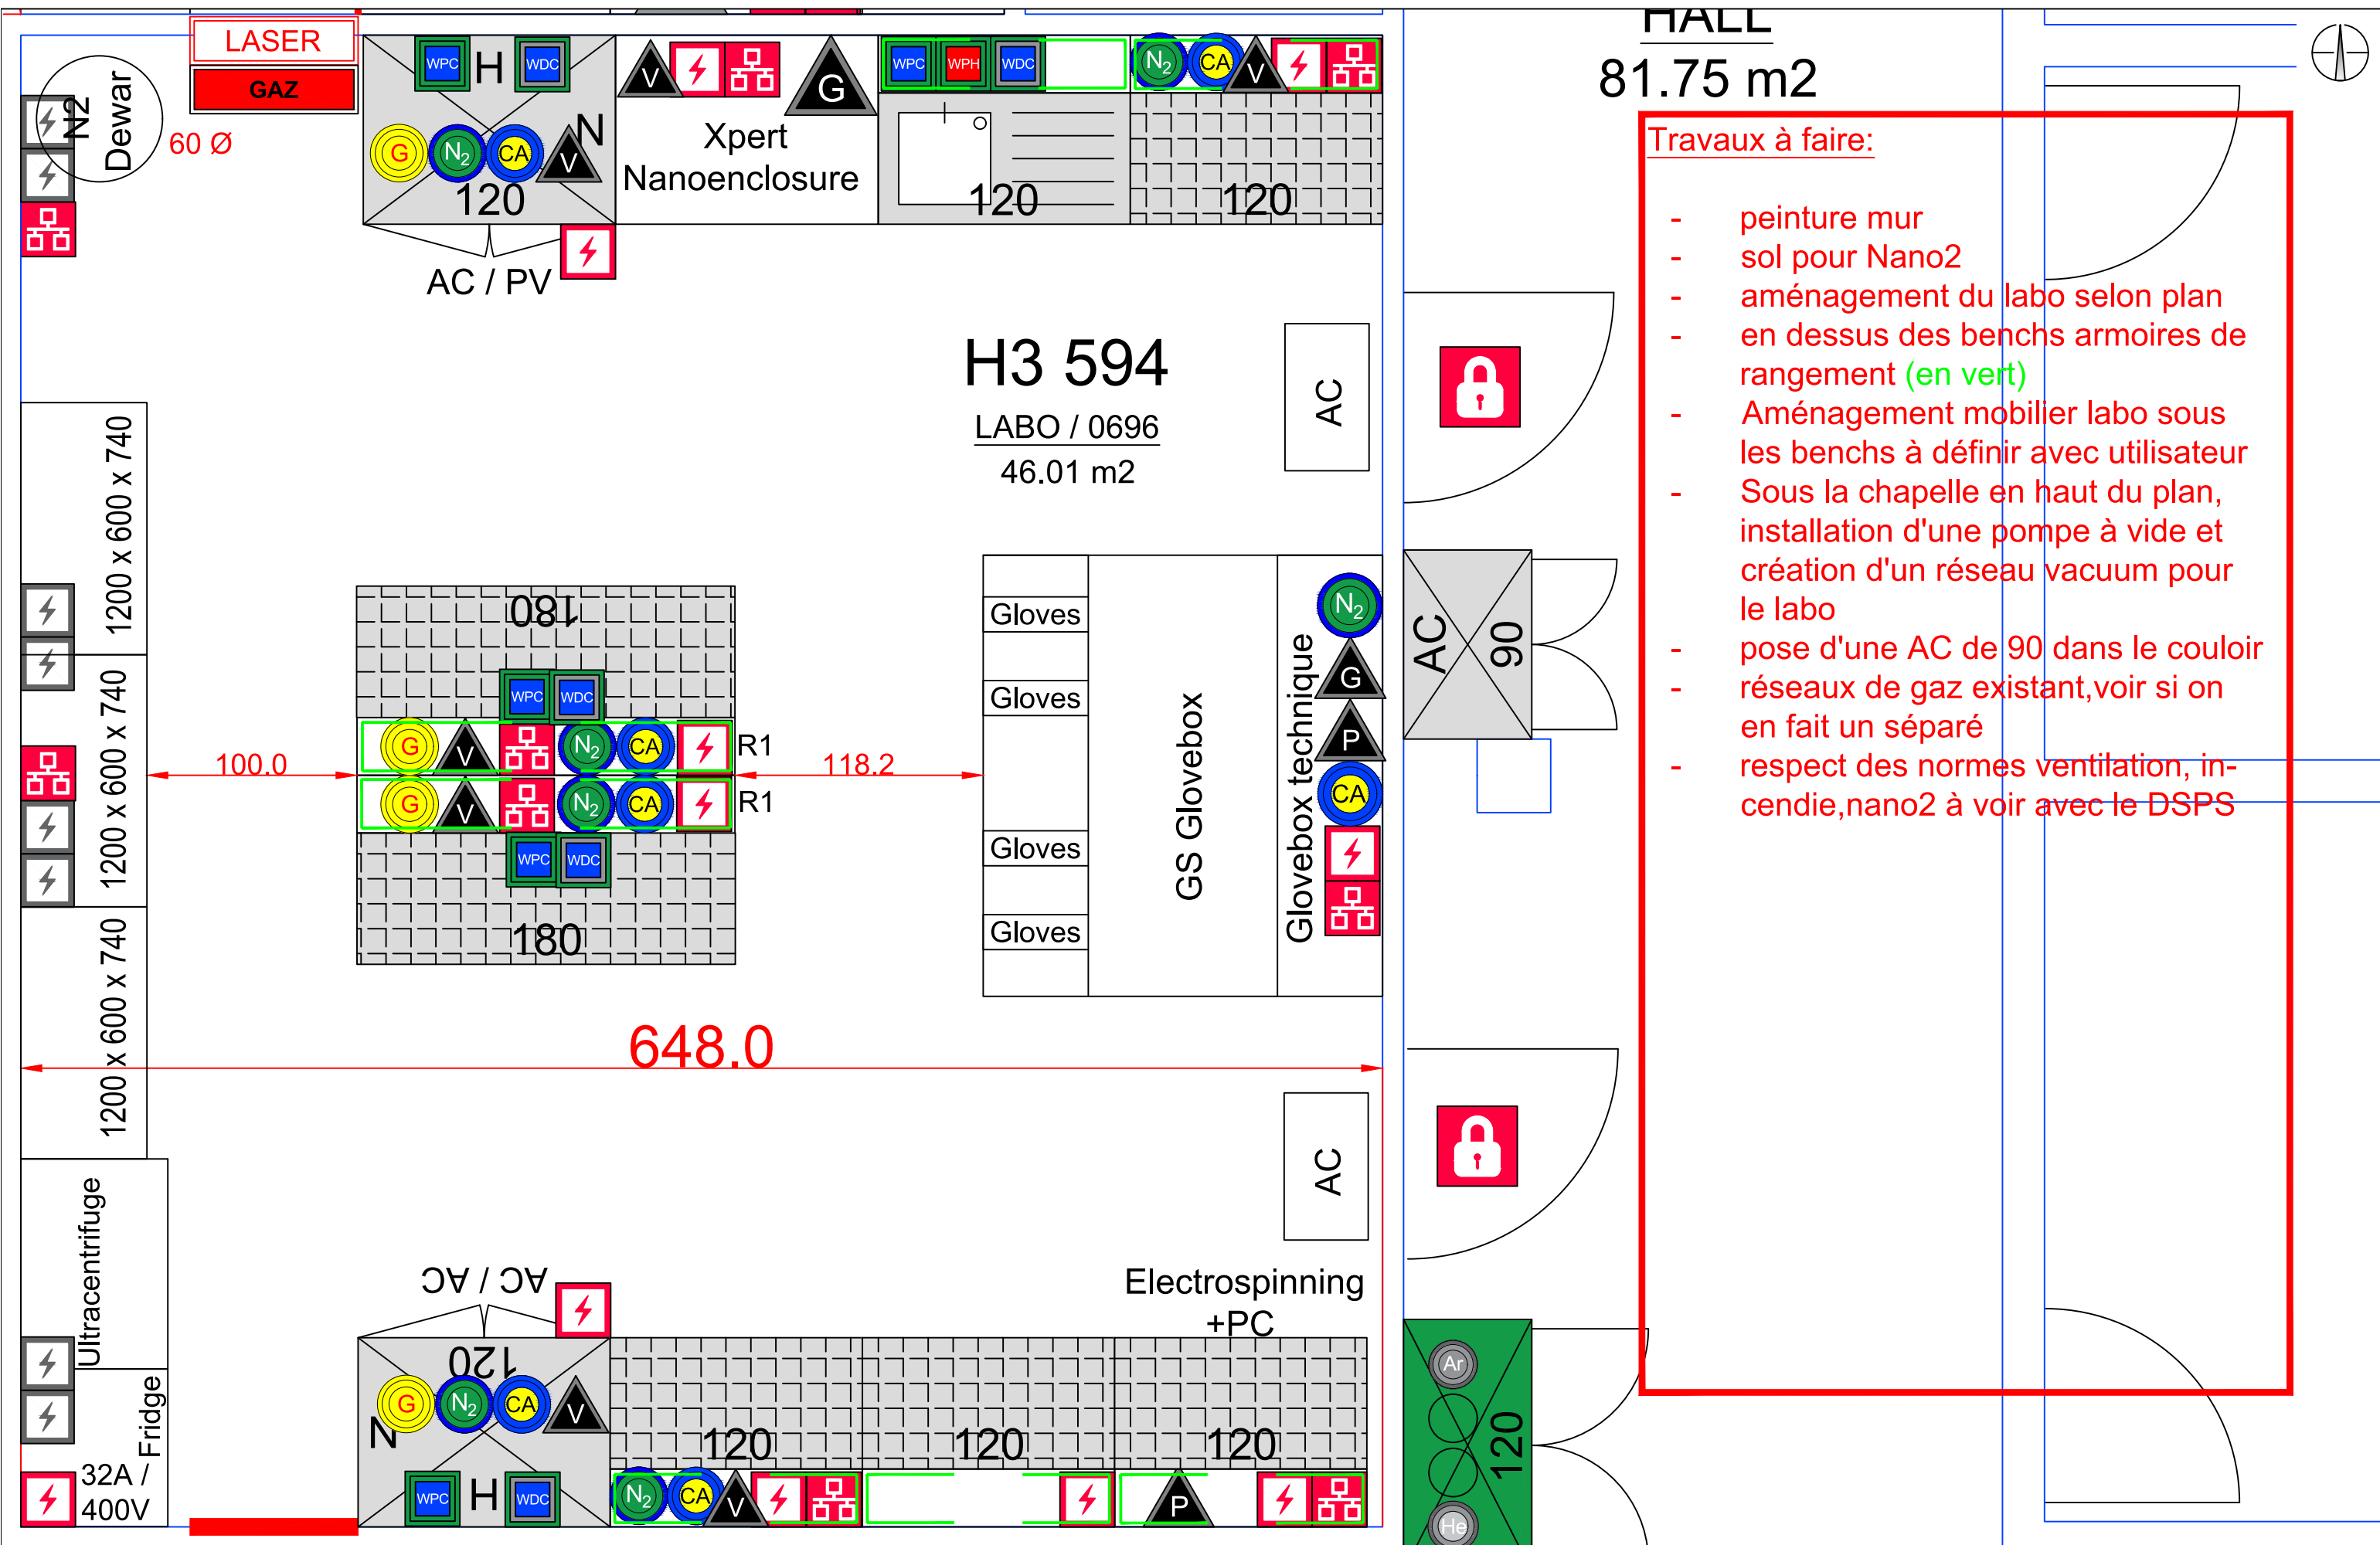 HALL
81.75 m2
LASER
GAZ
N2
Dewar
60 Ø
WPC
H
WDC
G
N2
CA
V
N
120
AC / PV
V
G
Xpert
Nanoenclosure
WPC
WPH
WDC
120
N2
CA
V
120
H3 594
LABO / 0696
46.01 m2
AC
1200 x 600 x 740
1200 x 600 x 740
1200 x 600 x 740
180
WPC
WDC
G
V
N2
CA
R1
G
V
N2
CA
R1
WPC
WDC
180
100.0
118.2
648.0
Gloves
Gloves
Gloves
Gloves
GS Glovebox
Glovebox technique
N2
G
P
CA
AC
90
AC
Ultracentrifuge
Fridge
32A /
400V
AC / AC
120
G
N2
CA
V
N
WPC
H
WDC
Electrospinning
+PC
120
120
120
N2
CA
V
P
Ar
120
He
Travaux à faire:
- peinture mur
- sol pour Nano2
- aménagement du labo selon plan
- en dessus des benchs armoires de
rangement (en vert)
- Aménagement mobilier labo sous
les benchs à définir avec utilisateur
- Sous la chapelle en haut du plan,
installation d'une pompe à vide et
création d'un réseau vacuum pour
le labo
- pose d'une AC de 90 dans le couloir
- réseaux de gaz existant,voir si on
en fait un séparé
- respect des normes ventilation, in-
cendie,nano2 à voir avec le DSPS